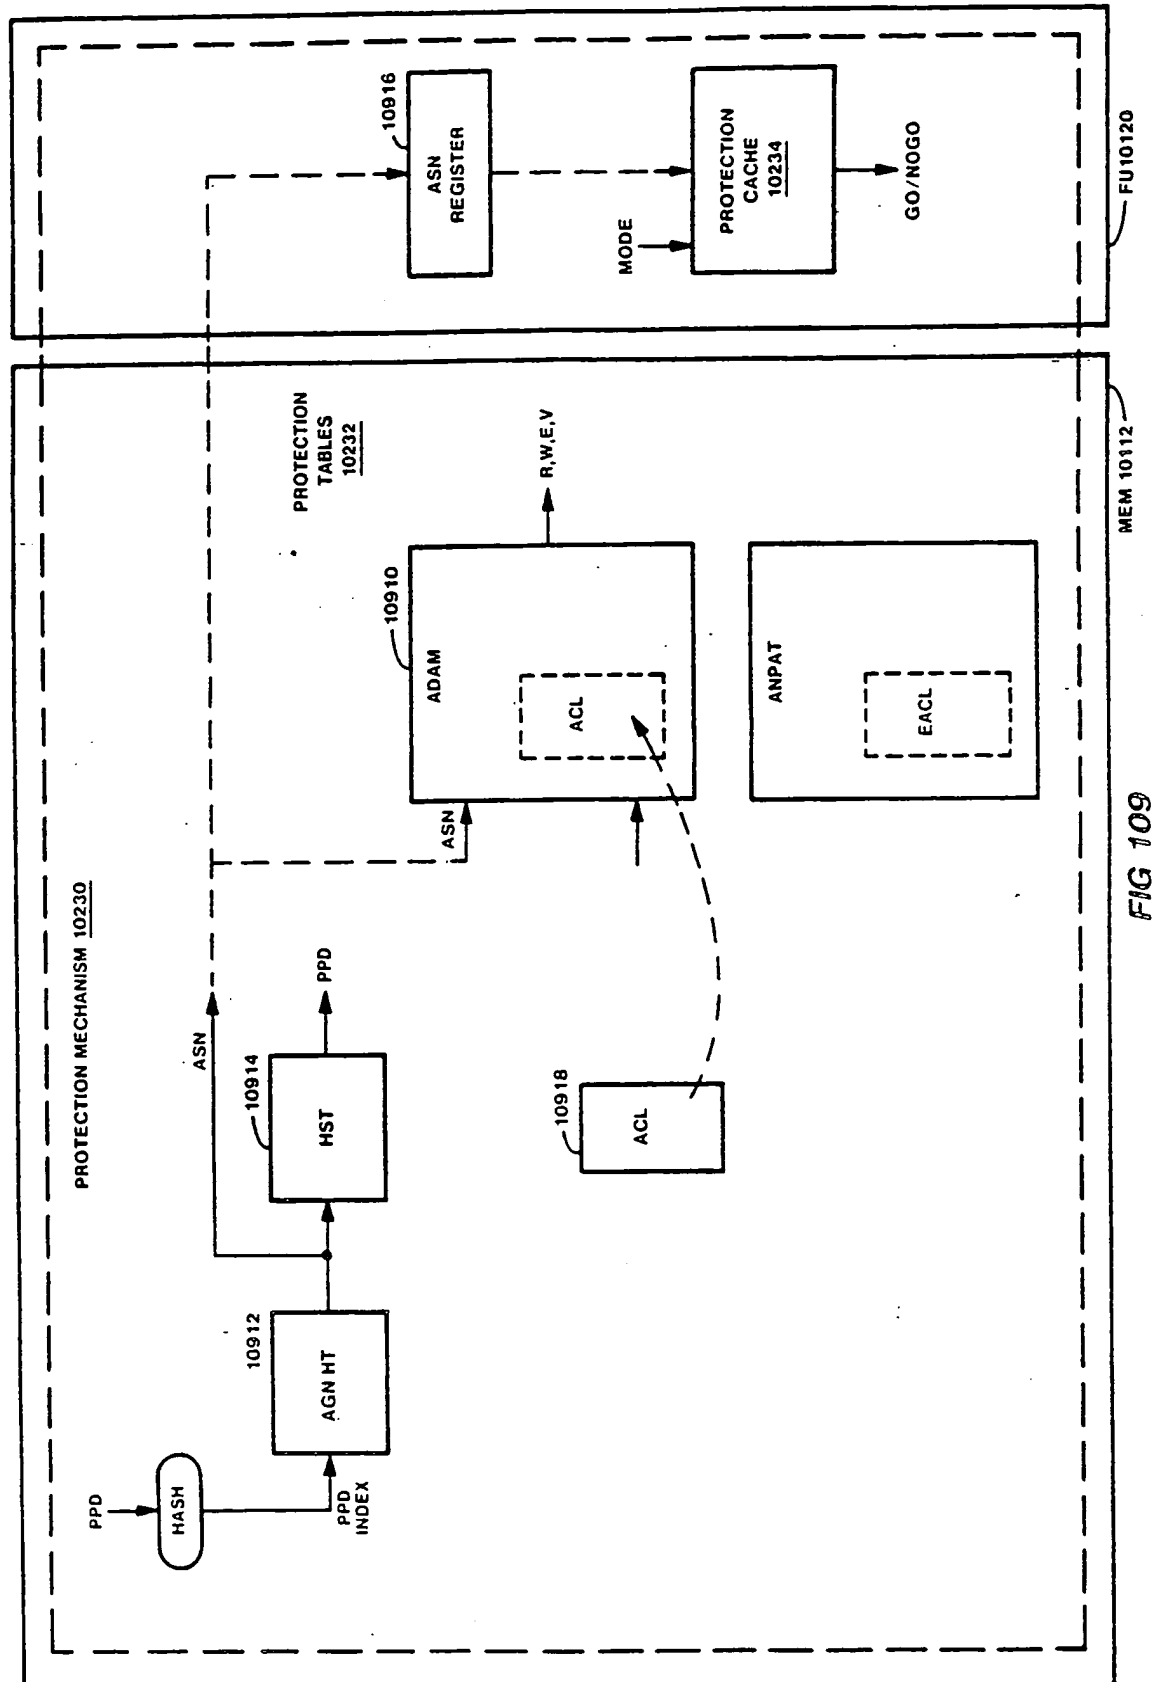 PROTECTION MECHANISM 10230
PPD
HASH
PPD
INDEX
10912
AGN HT
ASN
10914
HST
PPD
10918
ACL
PROTECTION
TABLES
10232
ASN
10910
ADAM
ACL
R,W,E,V
ANPAT
EACL
10916
ASN
REGISTER
MODE
PROTECTION
CACHE
10234
GO/NOGO
MEM 10112
FU10120
FIG 109